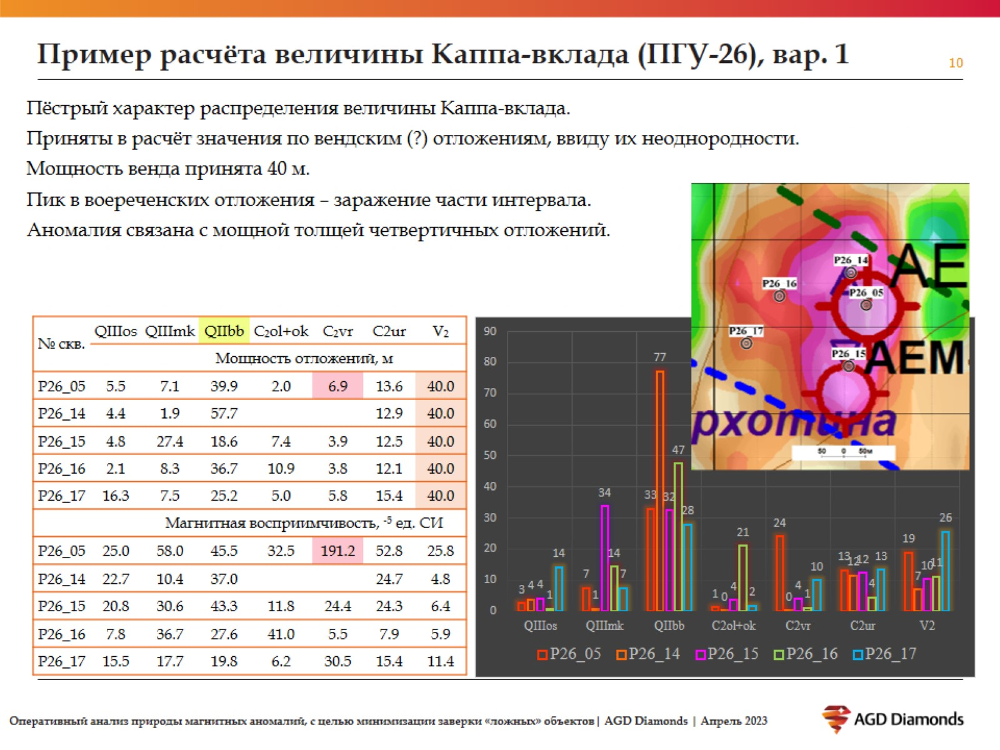 Пример расчёта величины Каппа-вклада (ПГУ-26), вар. 1
10
Пёстрый характер распределения величины Каппа-вклада.
Приняты в расчёт значения по вендским (?) отложениям, ввиду их неоднородности.
Мощность венда принята 40 м.
Пик в воереченских отложения – заражение части интервала.
Аномалия связана с мощной толщей четвертичных отложений.
№ скв. QIIIos QIIImk QIIbb C₂ol+ok C₂vr C2ur V₂
Мощность отложений, м
P26_05 5.5 7.1 39.9 2.0 6.9 13.6 40.0
P26_14 4.4 1.9 57.7 12.9 40.0
P26_15 4.8 27.4 18.6 7.4 3.9 12.5 40.0
P26_16 2.1 8.3 36.7 10.9 3.8 12.1 40.0
P26_17 16.3 7.5 25.2 5.0 5.8 15.4 40.0
Магнитная восприимчивость, ⁻⁵ ед. СИ
P26_05 25.0 58.0 45.5 32.5 191.2 52.8 25.8
P26_14 22.7 10.4 37.0 24.7 4.8
P26_15 20.8 30.6 43.3 11.8 24.4 24.3 6.4
P26_16 7.8 36.7 27.6 41.0 5.5 7.9 5.9
P26_17 15.5 17.7 19.8 6.2 30.5 15.4 11.4
P26_14
AE
P26_16
P26_05
P26_17
P26_15
AEM
рхотина
50 0 50м
90
80
70
60
50
40
30
20
10
0
3 4 4 1 14
7 1 34 14 7
33 77 32 47 28
1 0 4 21 2
24 0 4 1 10
13 12 12 4 13
19 7 10 11 26
QIIIos QIIImk QIIbb C2ol+ok C2vr C2ur V2
P26_05 P26_14 P26_15 P26_16 P26_17
Оперативный анализ природы магнитных аномалий, с целью минимизации заверки «ложных» объектов | AGD Diamonds | Апрель 2023
AGD Diamonds